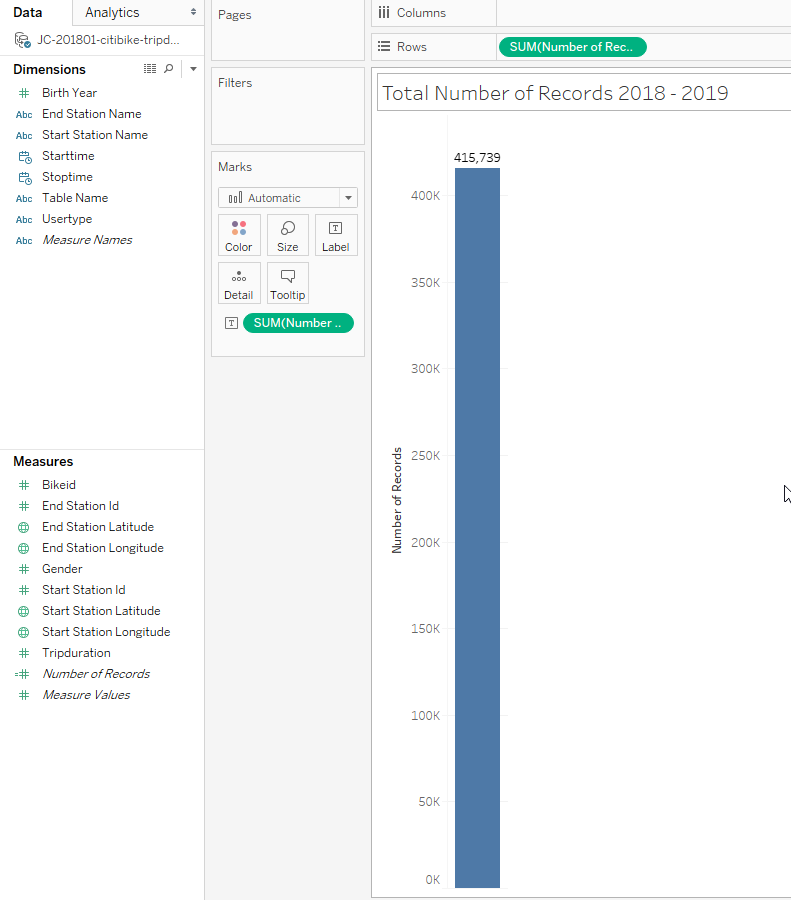 Data
Analytics
JC-201801-citibike-tripd...
Dimensions
Birth Year
Abc End Station Name
Abc Start Station Name
Starttime
Stoptime
Abc Table Name
Abc Usertype
Abc Measure Names
Measures
Bikeid
End Station Id
End Station Latitude
End Station Longitude
Gender
Start Station Id
Start Station Latitude
Start Station Longitude
Tripduration
Number of Records
Measure Values
Pages
Filters
Marks
Automatic
Color
Size
T
Label
Detail
Tooltip
T SUM(Number ..
Columns
Rows
SUM(Number of Rec..
Total Number of Records 2018 - 2019
415,739
400K
350K
300K
250K
200K
150K
100K
50K
0K
Number of Records